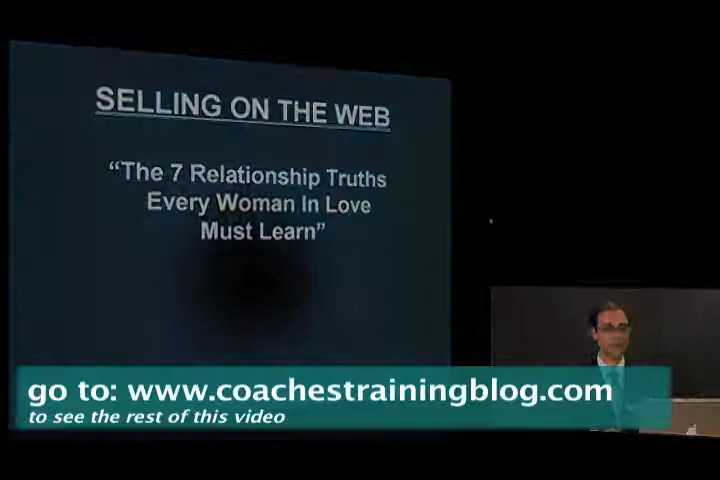 SELLING ON THE WEB
“The 7 Relationship Truths
Every Woman In Love
Must Learn”
go to: www.coachestrainingblog.com
to see the rest of this video